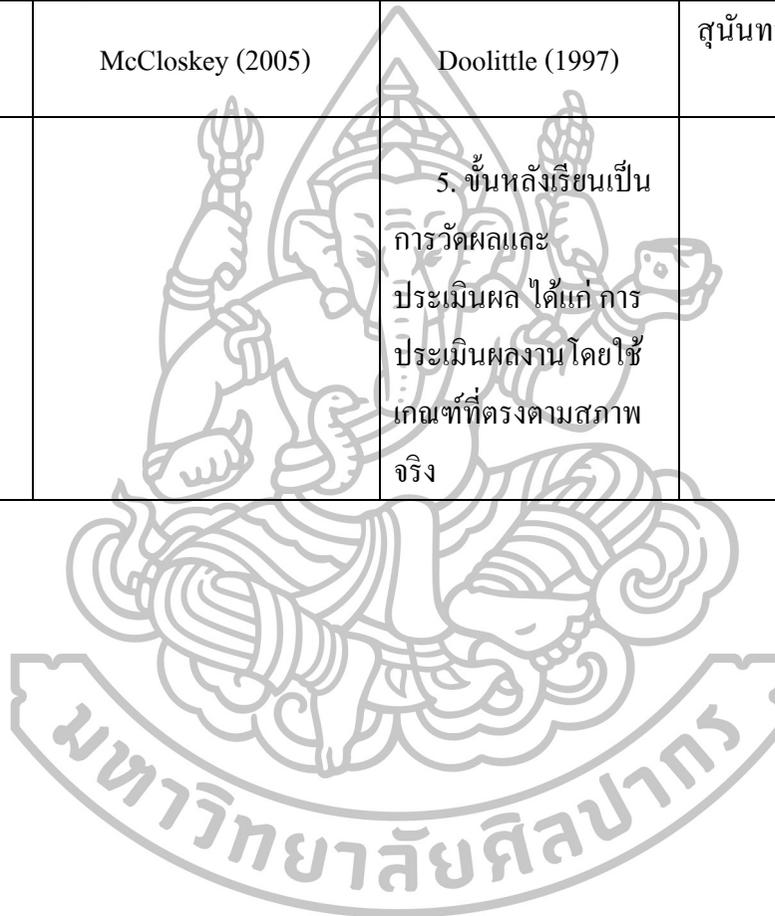 McCloskey (2005)
Doolittle (1997)
สุนันท
5. ขั้นหลังเรียนเป็น
การวัดผลและ
ประเมินผล ได้แก่ การ
ประเมินผลงานโดยใช้
เกณฑ์ที่ตรงตามสภาพ
จริง
มหาวิทยาลัยศิลปากร